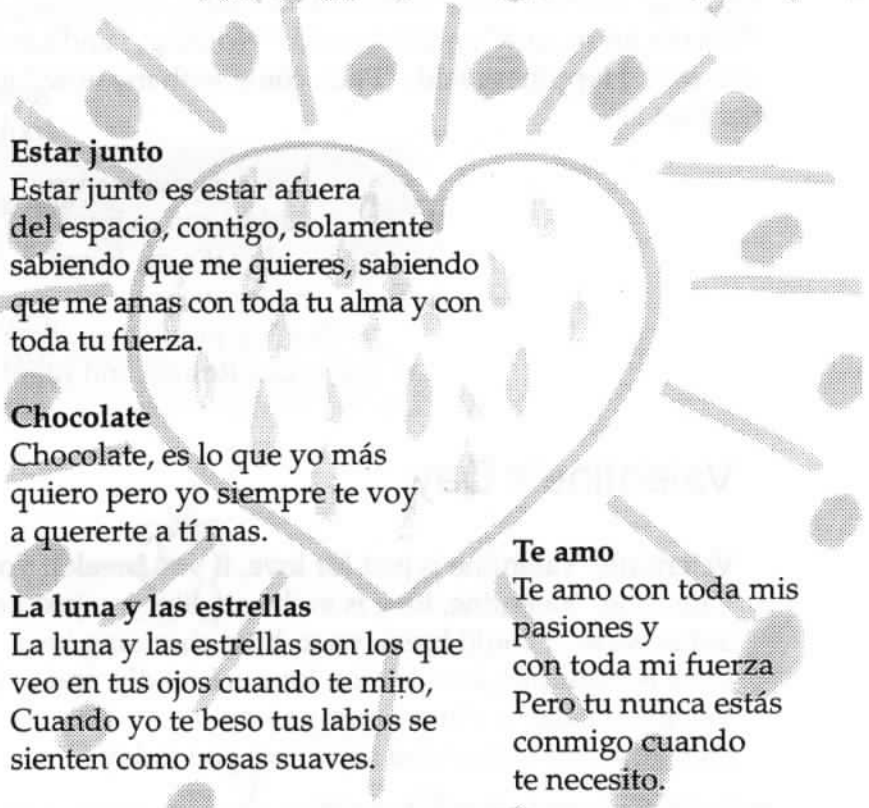 Estar junto
Estar junto es estar afuera
del espacio, contigo, solamente
sabiendo que me quieres, sabiendo
que me amas con toda tu alma y con
toda tu fuerza.
Chocolate
Chocolate, es lo que yo más
quiero pero yo siempre te voy
a quererte a tí mas.
La luna y las estrellas
La luna y las estrellas son los que
veo en tus ojos cuando te miro,
Cuando yo te beso tus labios se
sienten como rosas suaves.
Te amo
Te amo con toda mis
pasiones y
con toda mi fuerza
Pero tu nunca estás
conmigo cuando
te necesito.